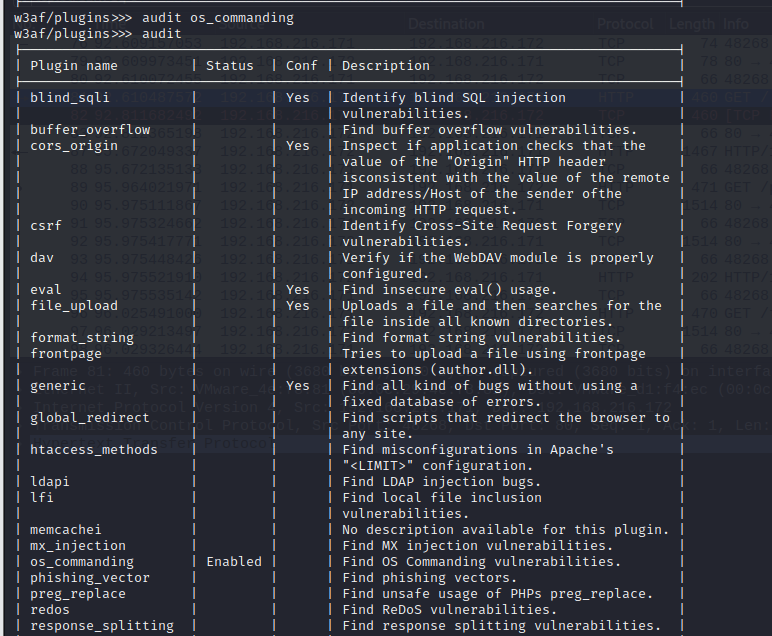 w3af/plugins>>> audit os_commanding
w3af/plugins>>> audit
| Plugin name | Status | Conf | Description |
| blind_sqli | | Yes | Identify blind SQL injection |
| | | | vulnerabilities. |
| buffer_overflow | | | Find buffer overflow vulnerabilities. |
| cors_origin | | Yes | Inspect if application checks that the |
| | | | value of the "Origin" HTTP header |
| | | | isconsistent with the value of the remote |
| | | | IP address/Host of the sender ofthe |
| | | | incoming HTTP request. |
| csrf | | | Identify Cross-Site Request Forgery |
| | | | vulnerabilities. |
| dav | | | Verify if the WebDAV module is properly |
| | | | configured. |
| eval | | Yes | Find insecure eval() usage. |
| file_upload | | Yes | Uploads a file and then searches for the |
| | | | file inside all known directories. |
| format_string | | | Find format string vulnerabilities. |
| frontpage | | | Tries to upload a file using frontpage |
| | | | extensions (author.dll). |
| generic | | Yes | Find all kind of bugs without using a |
| | | | fixed database of errors. |
| global_redirect | | | Find scripts that redirect the browser to |
| | | | any site. |
| htaccess_methods | | | Find misconfigurations in Apache's |
| | | | "<LIMIT>" configuration. |
| ldapi | | | Find LDAP injection bugs. |
| lfi | | | Find local file inclusion |
| | | | vulnerabilities. |
| memcachei | | | No description available for this plugin. |
| mx_injection | | | Find MX injection vulnerabilities. |
| os_commanding | Enabled | | Find OS Commanding vulnerabilities. |
| phishing_vector | | | Find phishing vectors. |
| preg_replace | | | Find unsafe usage of PHPs preg_replace. |
| redos | | | Find ReDoS vulnerabilities. |
| response_splitting | | | Find response splitting vulnerabilities. |